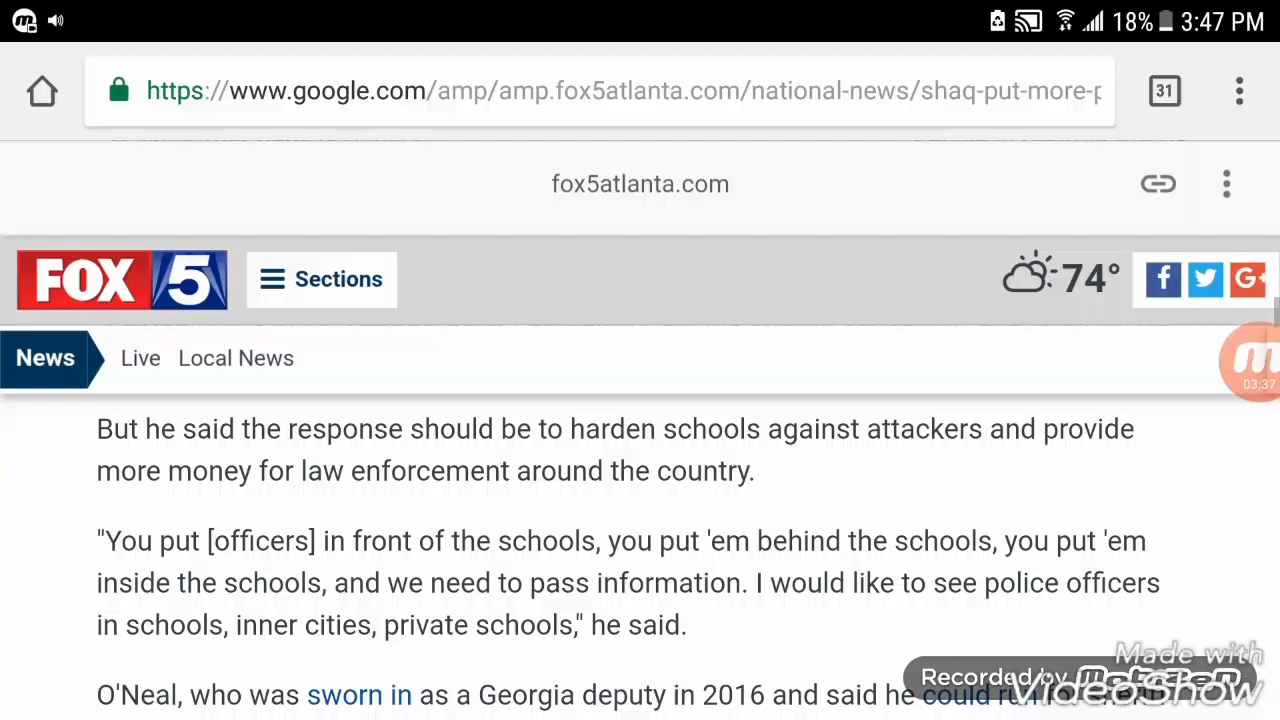 18% 3:47 PM
https://www.google.com/amp/amp.fox5atlanta.com/national-news/shaq-put-more-p
31
fox5atlanta.com
FOX 5
Sections
74°
f
G+
News
Live
Local News
m
03:37
But he said the response should be to harden schools against attackers and provide
more money for law enforcement around the country.
"You put [officers] in front of the schools, you put 'em behind the schools, you put 'em
inside the schools, and we need to pass information. I would like to see police officers
in schools, inner cities, private schools," he said.
Made with
Recorded by
VideoShow
O'Neal, who was sworn in as a Georgia deputy in 2016 and said he could run